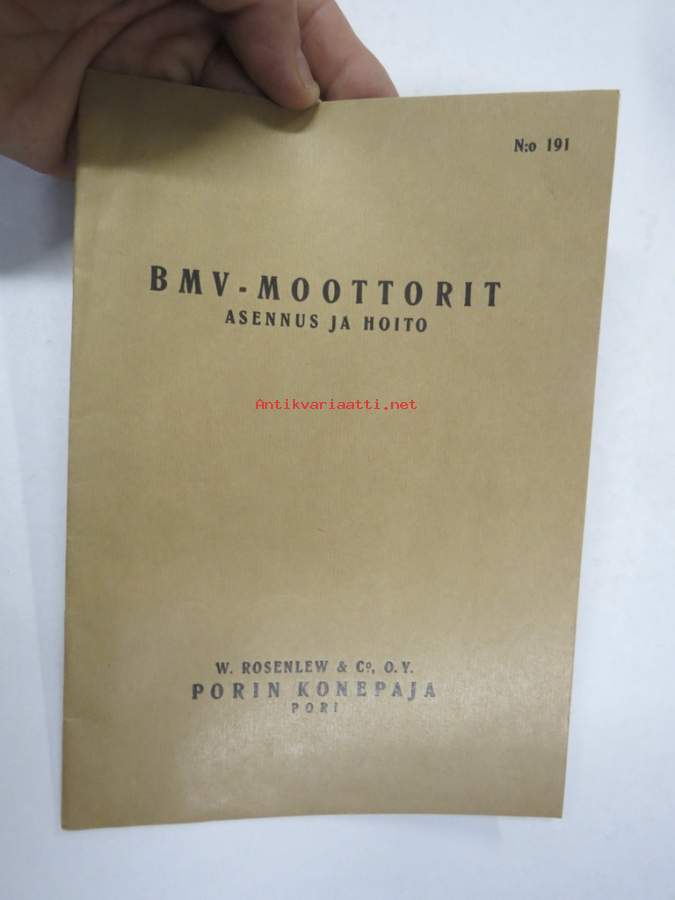 N:o 191
BMV-MOOTTORIT
ASENNUS JA HOITO
Antikvariaatti.net
W. ROSENLEW & Cº, O.Y.
PORIN KONEPAJA
PORI